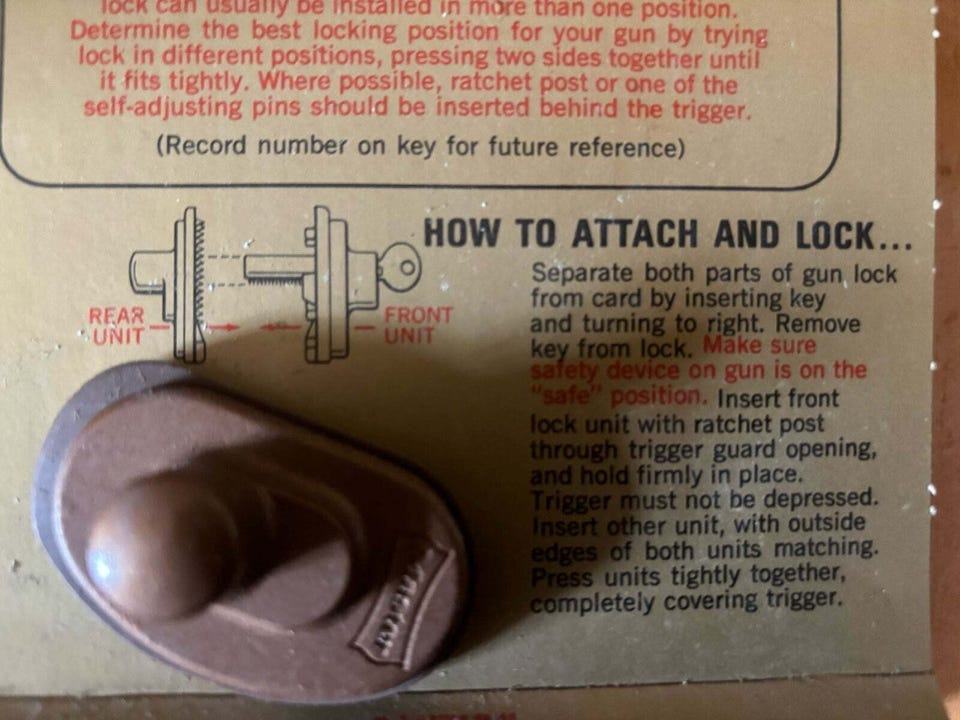 lock can usually be installed in more than one position.
Determine the best locking position for your gun by trying
lock in different positions, pressing two sides together until
it fits tightly. Where possible, ratchet post or one of the
self-adjusting pins should be inserted behind the trigger.
(Record number on key for future reference)
HOW TO ATTACH AND LOCK...
REAR
UNIT
FRONT
UNIT
Separate both parts of gun lock
from card by inserting key
and turning to right. Remove
key from lock. Make sure
safety device on gun is on the
"safe" position. Insert front
lock unit with ratchet post
through trigger guard opening,
and hold firmly in place.
Trigger must not be depressed.
Insert other unit, with outside
edges of both units matching.
Press units tightly together,
completely covering trigger.
Master